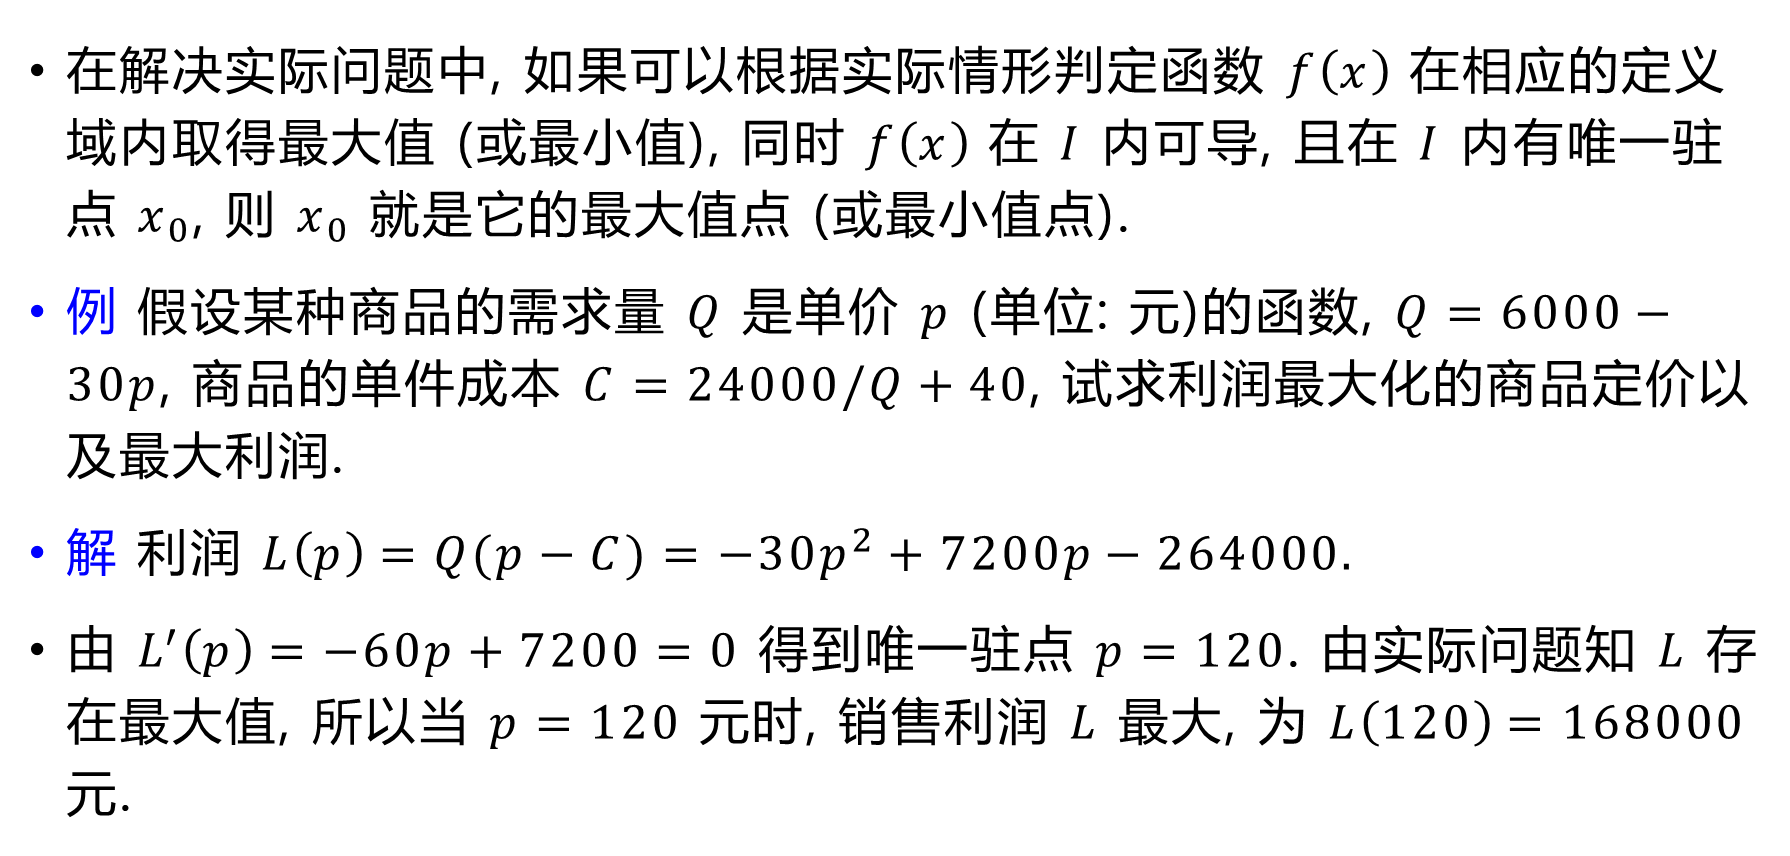 • 在解决实际问题中, 如果可以根据实际情形判定函数 f(x) 在相应的定义
域内取得最大值 (或最小值), 同时 f(x) 在 I 内可导, 且在 I 内有唯一驻
点 x₀, 则 x₀ 就是它的最大值点 (或最小值点).
• 例 假设某种商品的需求量 Q 是单价 p (单位: 元)的函数, Q = 6000 −
30p, 商品的单件成本 C = 24000/Q + 40, 试求利润最大化的商品定价以
及最大利润.
• 解 利润 L(p) = Q(p − C) = −30p² + 7200p − 264000.
• 由 L′(p) = −60p + 7200 = 0 得到唯一驻点 p = 120. 由实际问题知 L 存
在最大值, 所以当 p = 120 元时, 销售利润 L 最大, 为 L(120) = 168000
元.